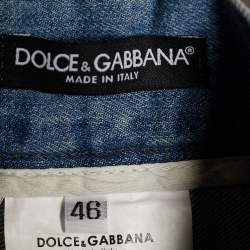 DOLCE & GABBANA®
MADE IN ITALY
46
DOLCE & GABBANA